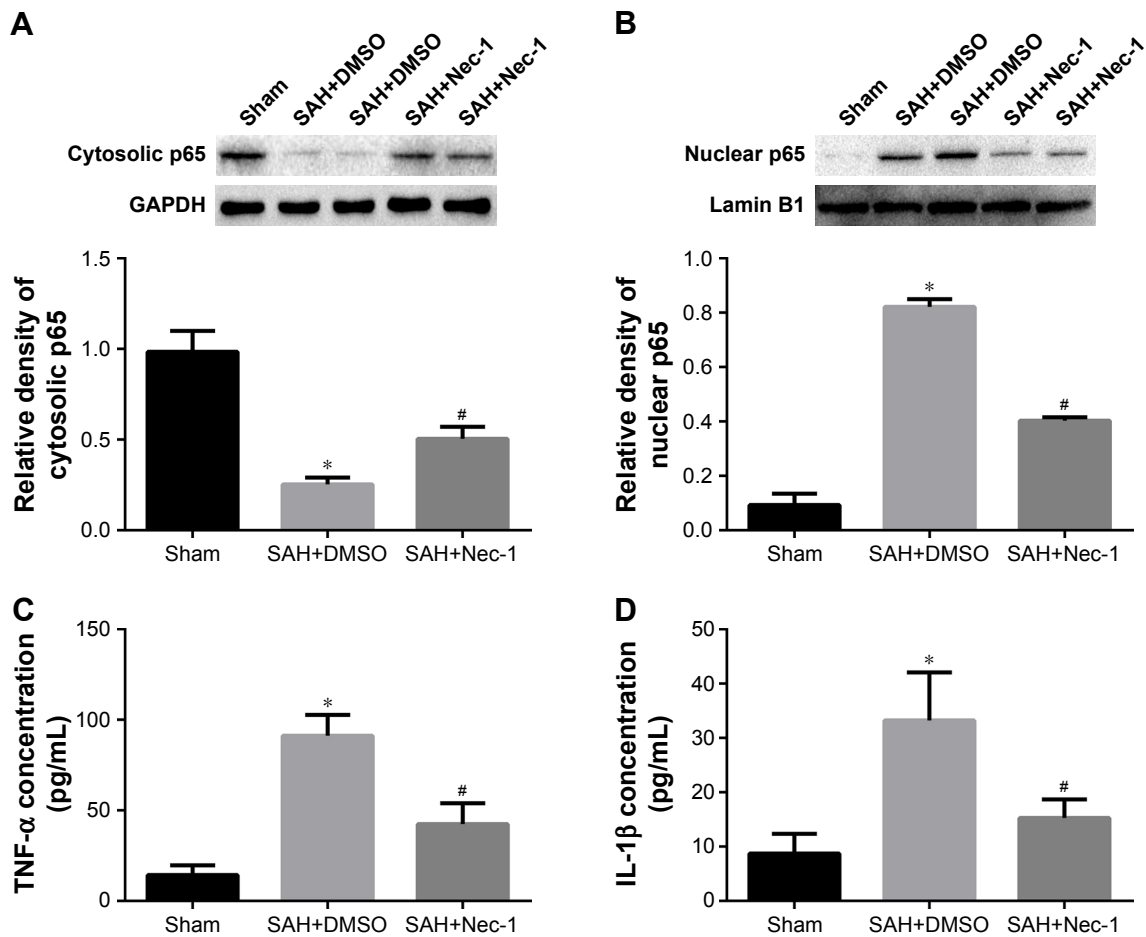 A
Sham
SAH+DMSO
SAH+DMSO
SAH+Nec-1
SAH+Nec-1
Cytosolic p65
GAPDH
Relative density of
cytosolic p65
1.5
1.0
0.5
0.0
*
#
Sham
SAH+DMSO
SAH+Nec-1
B
Sham
SAH+DMSO
SAH+DMSO
SAH+Nec-1
SAH+Nec-1
Nuclear p65
Lamin B1
Relative density of
nuclear p65
1.0
0.8
0.6
0.4
0.2
0.0
*
#
Sham
SAH+DMSO
SAH+Nec-1
C
TNF-α concentration
(pg/mL)
150
100
50
0
*
#
Sham
SAH+DMSO
SAH+Nec-1
D
IL-1β concentration
(pg/mL)
50
40
30
20
10
0
*
#
Sham
SAH+DMSO
SAH+Nec-1